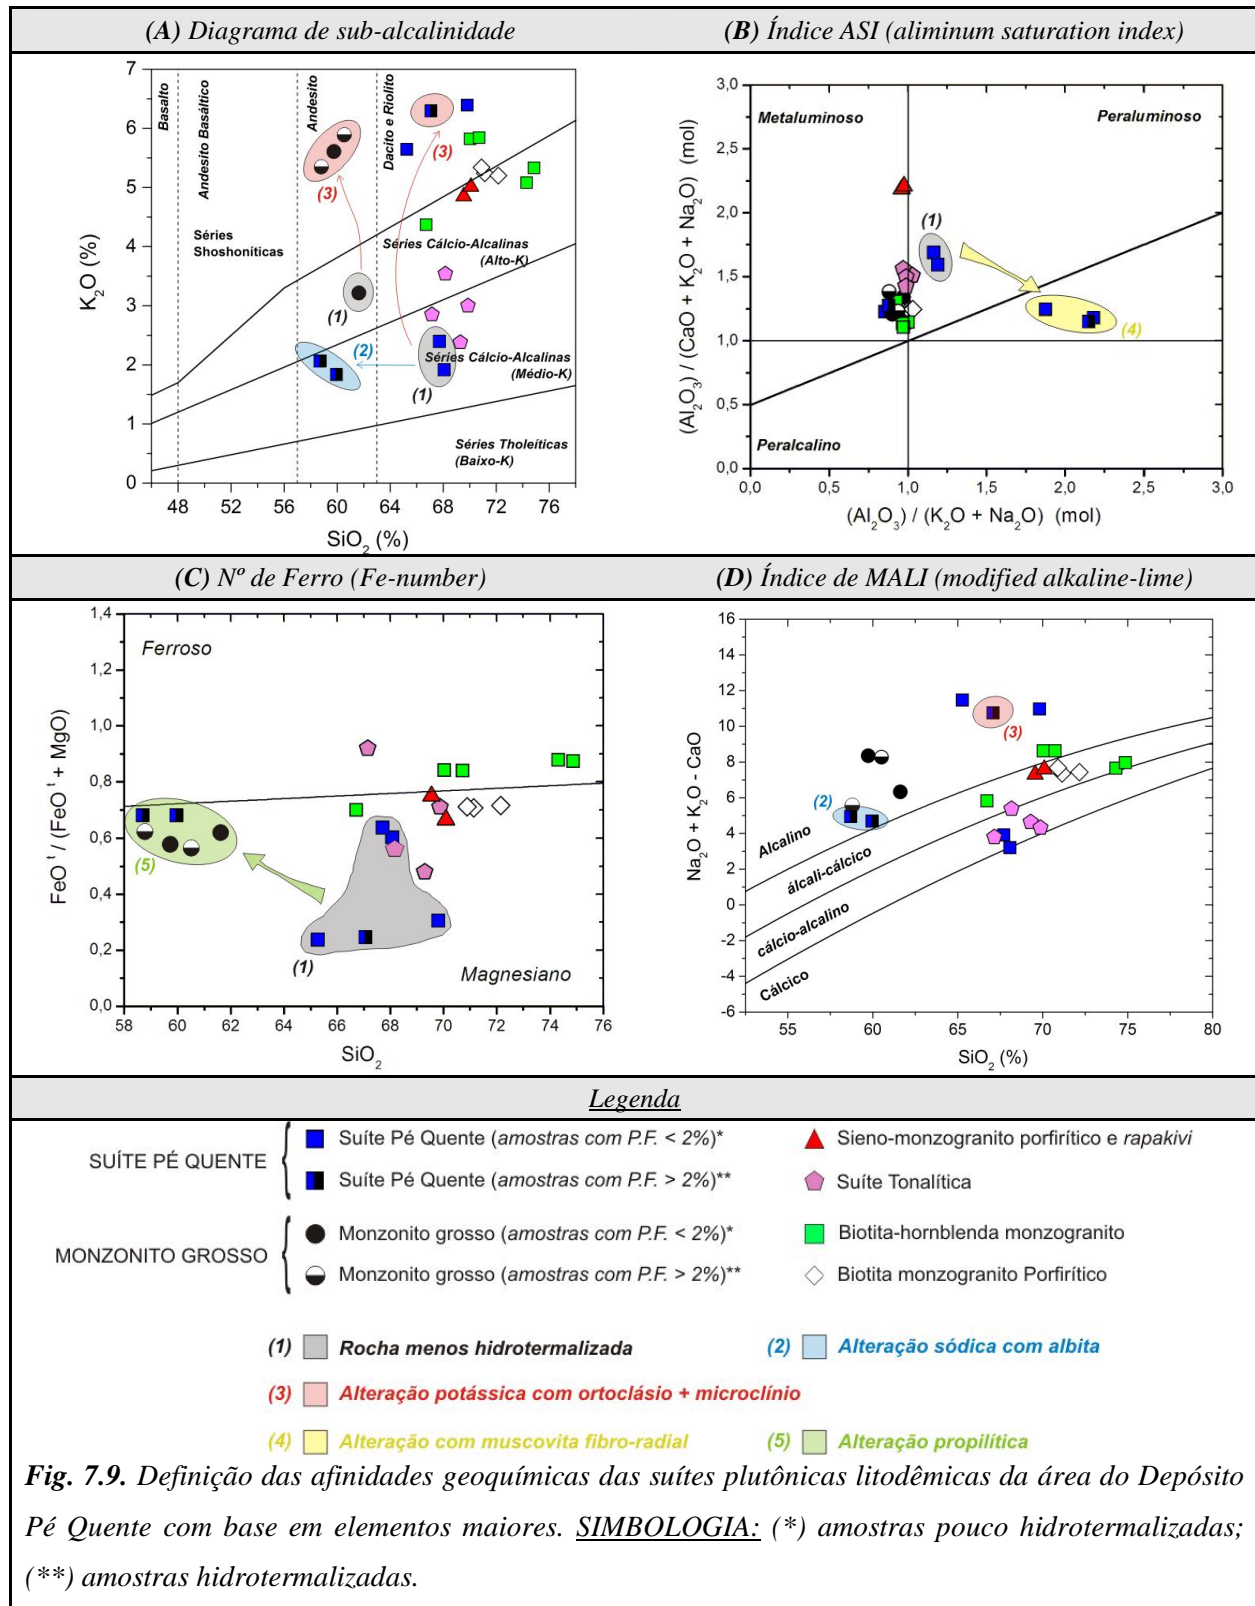 (A) Diagrama de sub-alcalinidade
(B) Índice ASI (aliminum saturation index)
7
6
5
4
3
2
1
0
K2O (%)
Basalto
Andesito Basáltico
Andesito
Dacito e Riolito
(3)
(3)
Séries
Shoshoníticas
Séries Cálcio-Alcalinas
(Alto-K)
(1)
(2)
Séries Cálcio-Alcalinas
(Médio-K)
(1)
Séries Tholeíticas
(Baixo-K)
48
52
56
60
64
68
72
76
SiO2 (%)
3,0
2,5
2,0
1,5
1,0
0,5
0,0
(Al2O3) / (CaO + K2O + Na2O) (mol)
Metaluminoso
Peraluminoso
(1)
(4)
Peralcalino
0,0
0,5
1,0
1,5
2,0
2,5
3,0
(Al2O3) / (K2O + Na2O) (mol)
(C) Nº de Ferro (Fe-number)
(D) Índice de MALI (modified alkaline-lime)
1,4
1,2
1,0
0,8
0,6
0,4
0,2
0,0
FeO t / (FeO t + MgO)
Ferroso
(5)
(1)
Magnesiano
58
60
62
64
66
68
70
72
74
76
SiO2
16
14
12
10
8
6
4
2
0
-2
-4
-6
Na2O + K2O - CaO
(3)
(2)
Alcalino
álcali-cálcico
cálcio-alcalino
Cálcico
55
60
65
70
75
80
SiO2 (%)
Legenda
SUÍTE PÉ QUENTE
Suíte Pé Quente (amostras com P.F. < 2%)*
Suíte Pé Quente (amostras com P.F. > 2%)**
MONZONITO GROSSO
Monzonito grosso (amostras com P.F. < 2%)*
Monzonito grosso (amostras com P.F. > 2%)**
Sieno-monzogranito porfirítico e rapakivi
Suíte Tonalítica
Biotita-hornblenda monzogranito
Biotita monzogranito Porfirítico
(1) Rocha menos hidrotermalizada
(2) Alteração sódica com albita
(3) Alteração potássica com ortoclásio + microclínio
(4) Alteração com muscovita fibro-radial
(5) Alteração propilítica
Fig. 7.9. Definição das afinidades geoquímicas das suítes plutônicas litodêmicas da área do Depósito
Pé Quente com base em elementos maiores. SIMBOLOGIA: (*) amostras pouco hidrotermalizadas;
(**) amostras hidrotermalizadas.